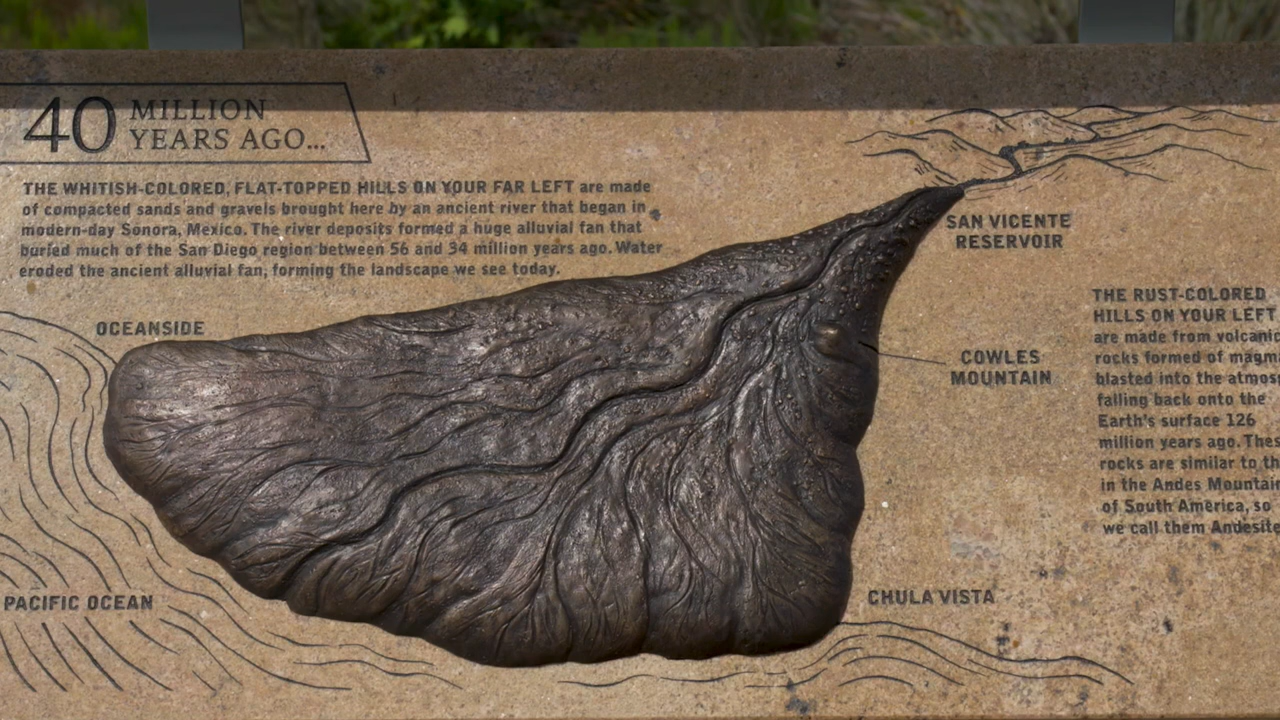 40 MILLION
YEARS AGO...
THE WHITISH-COLORED, FLAT-TOPPED HILLS ON YOUR FAR LEFT are made
of compacted sands and gravels brought here by an ancient river that began in
modern-day Sonora, Mexico. The river deposits formed a huge alluvial fan that
buried much of the San Diego region between 56 and 34 million years ago. Water
eroded the ancient alluvial fan, forming the landscape we see today.
SAN VICENTE
RESERVOIR
OCEANSIDE
COWLES
MOUNTAIN
PACIFIC OCEAN
CHULA VISTA
THE RUST-COLORED
HILLS ON YOUR LEFT
are made from volcanic
rocks formed of magma
blasted into the
falling back onto the
Earth's surface 126
million years ago.
rocks are similar to
in the Andes
of South America, so
we call them